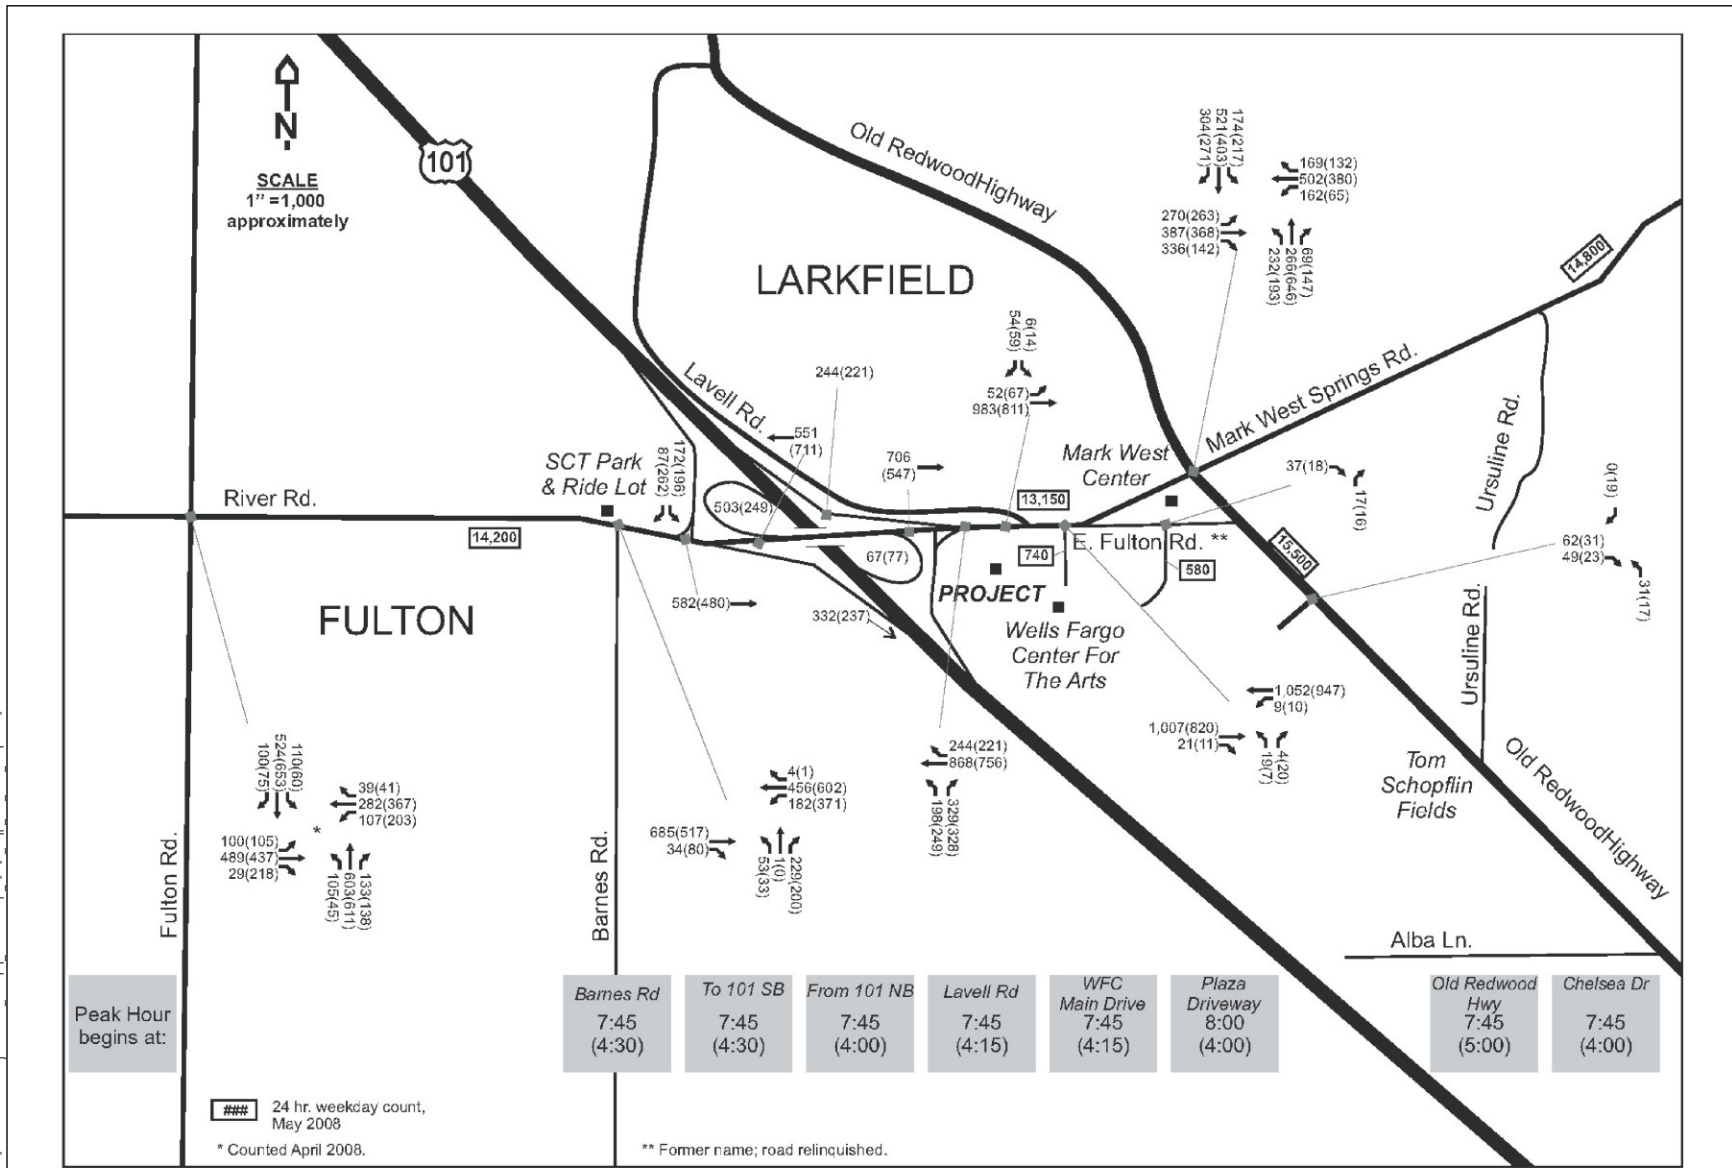 N
SCALE
1” =1,000
approximately
101
Old RedwoodHighway
LARKFIELD
174(217)
521(403)
304(271)
169(132)
502(380)
162(65)
270(263)
387(368)
336(142)
69(147)
266(646)
232(193)
14,800
6(14)
54(59)
52(67)
983(811)
Lavell Rd.
244(221)
551
(711)
706
(547)
Mark West
Center
Mark West Springs Rd.
Ursuline Rd.
37(18)
17(16)
0(19)
62(31)
49(23)
31(17)
SCT Park
& Ride Lot
172(196)
87(262)
503(249)
River Rd.
14,200
13,150
740
E. Fulton Rd. **
580
15,500
67(77)
PROJECT
582(480)
332(237)
Wells Fargo
Center For
The Arts
FULTON
Ursuline Rd.
1,052(947)
9(10)
1,007(820)
21(11)
4(20)
19(7)
Tom
Schopflin
Fields
Old RedwoodHighway
110(60)
524(653)
100(75)
39(41)
282(367)
107(203)
*
100(105)
489(437)
29(218)
133(138)
603(611)
105(45)
4(1)
456(602)
182(371)
685(517)
34(80)
229(200)
1(0)
53(33)
244(221)
868(756)
329(328)
198(249)
Fulton Rd.
Barnes Rd.
Alba Ln.
Peak Hour
begins at:
Barnes Rd
7:45
(4:30)
To 101 SB
7:45
(4:30)
From 101 NB
7:45
(4:00)
Lavell Rd
7:45
(4:15)
WFC
Main Drive
7:45
(4:15)
Plaza
Driveway
8:00
(4:00)
Old Redwood
Hwy
7:45
(5:00)
Chelsea Dr
7:45
(4:00)
### 24 hr. weekday count,
May 2008
* Counted April 2008.
** Former name; road relinquished.